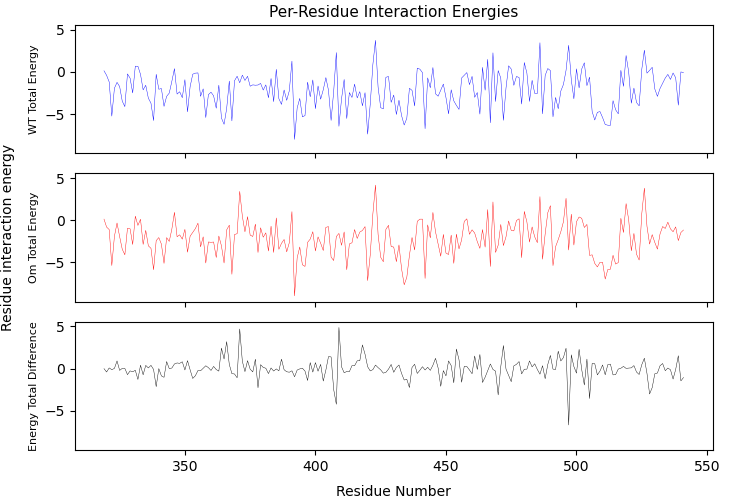 Per-Residue Interaction Energies
5
0
−5
WT Total Energy
5
0
−5
Om Total Energy
Residue interaction energy
5
0
−5
Energy Total Difference
350
400
450
500
550
Residue Number